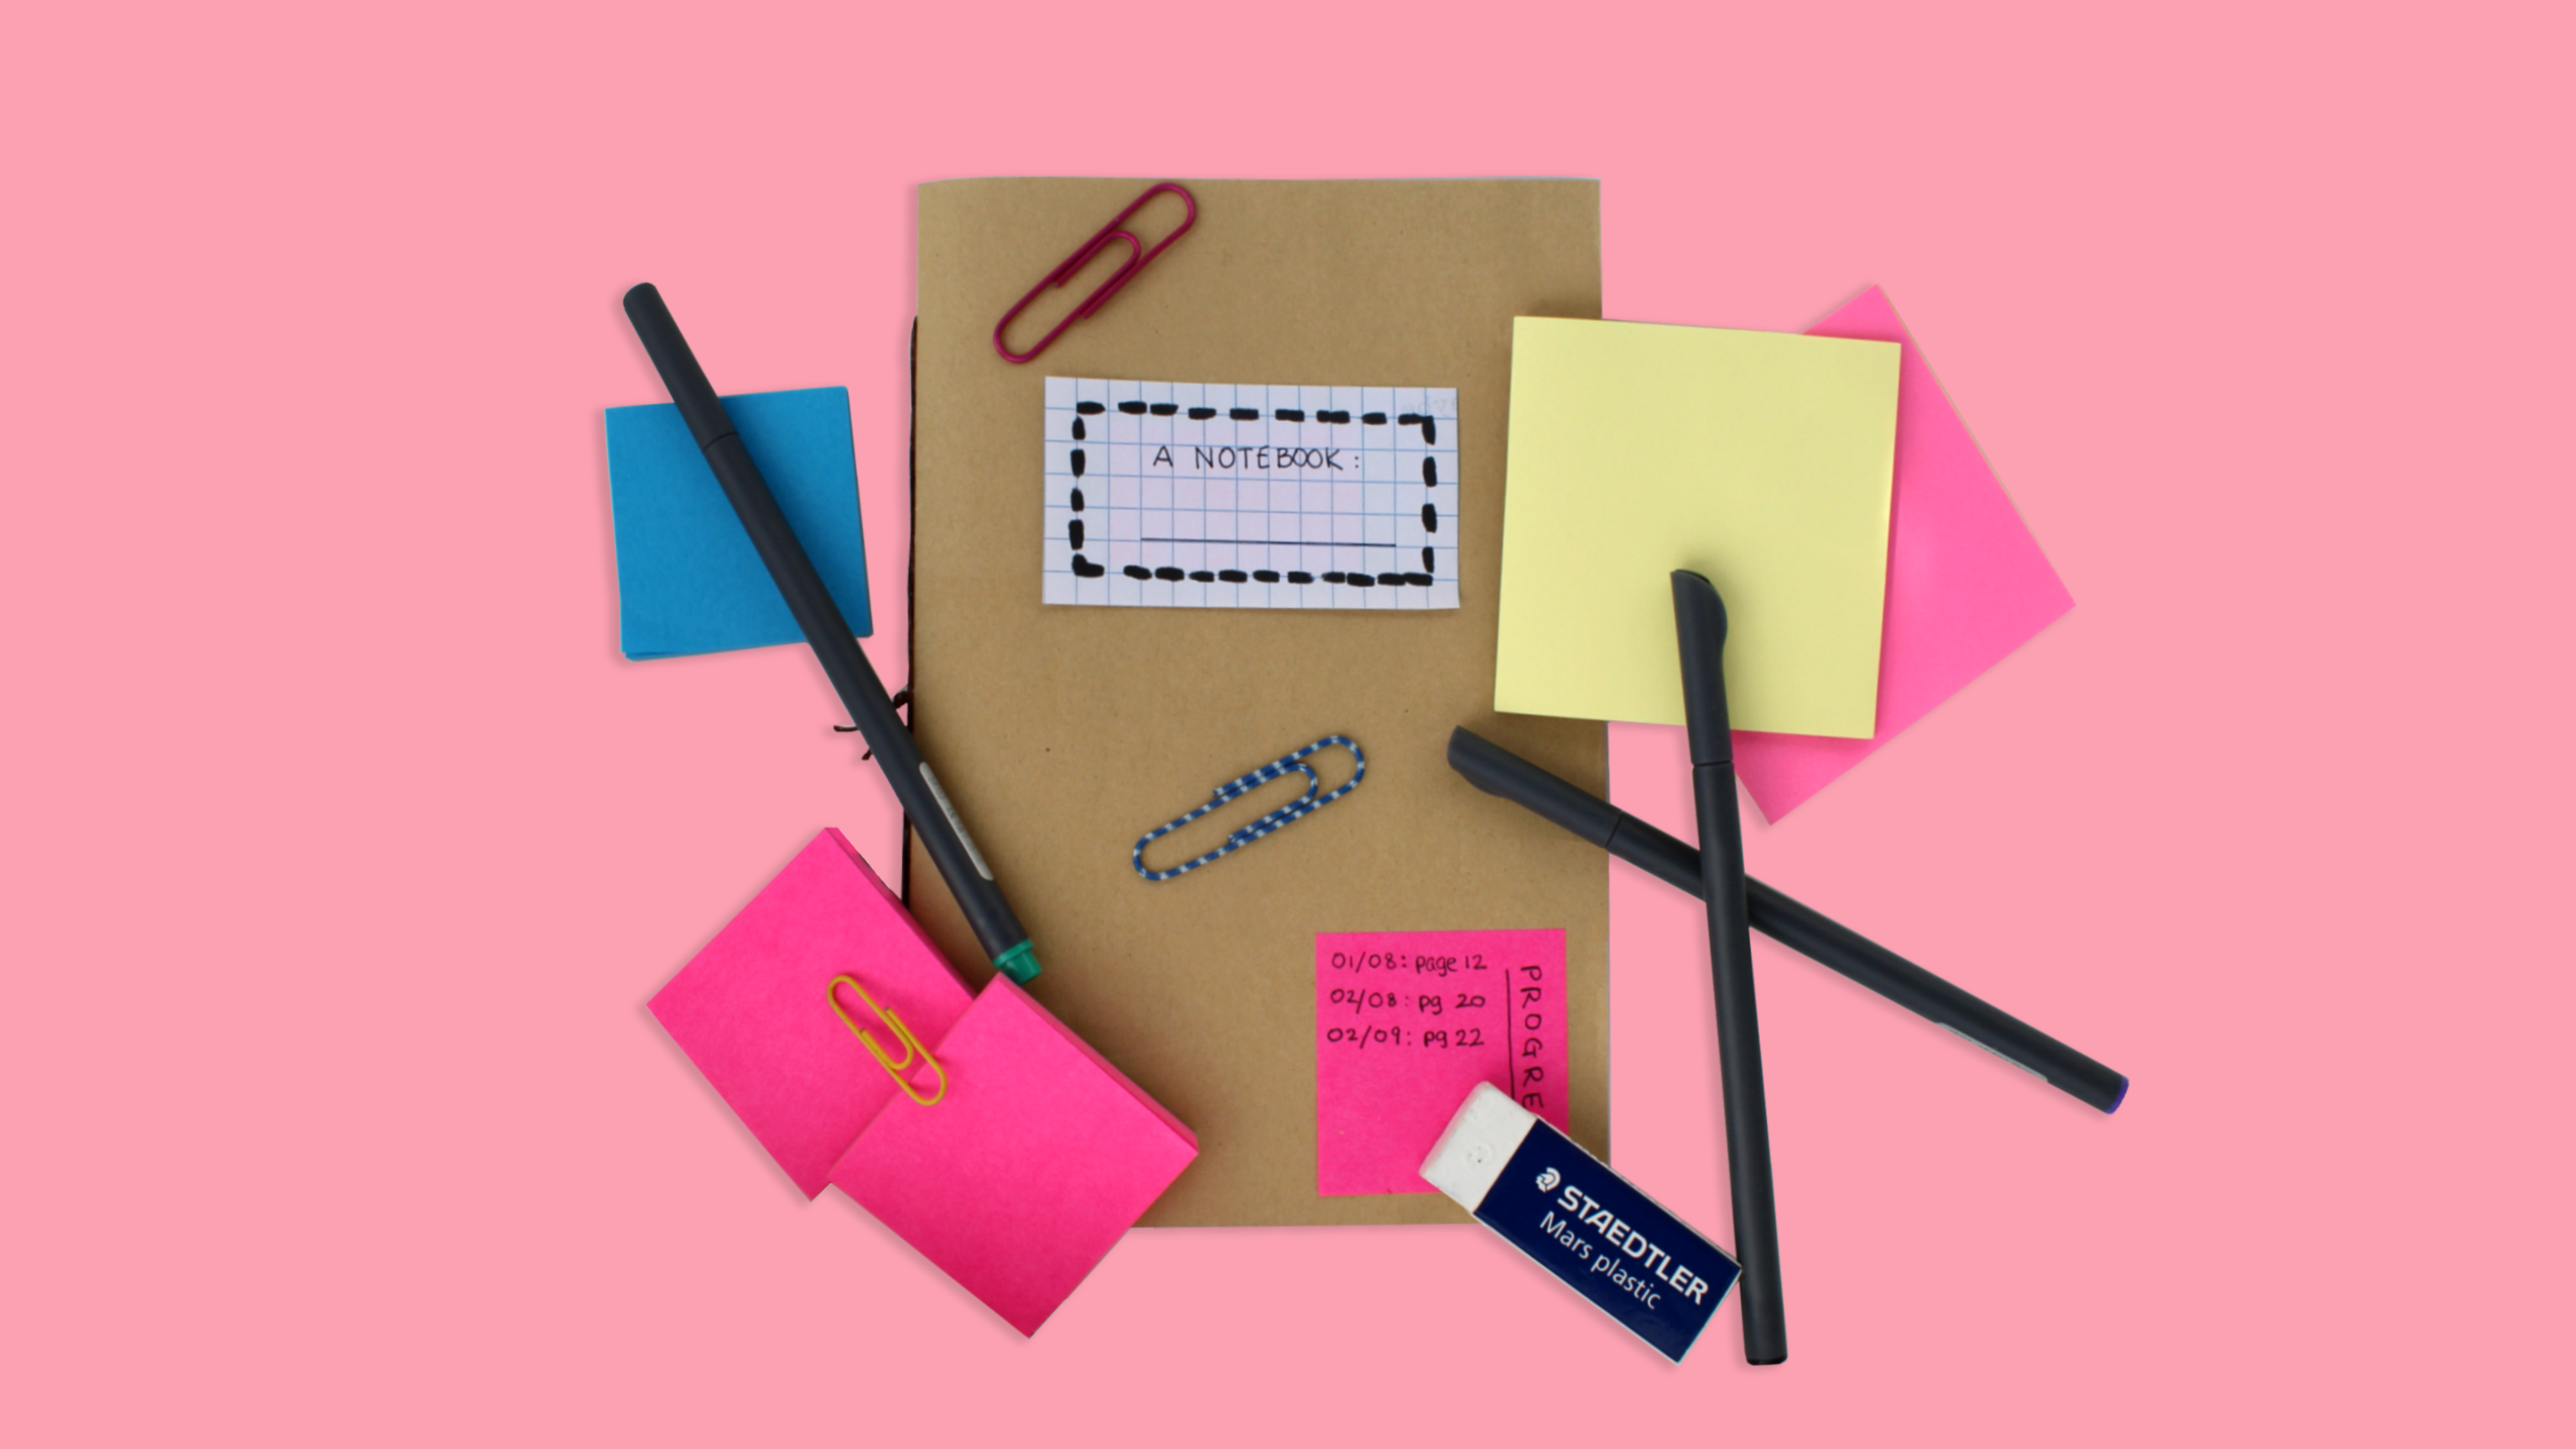 A NOTEBOOK:
01/08: page 12
02/08: pg 20
02/09: pg 22
PROGRE
STAEDTLER
Mars plastic